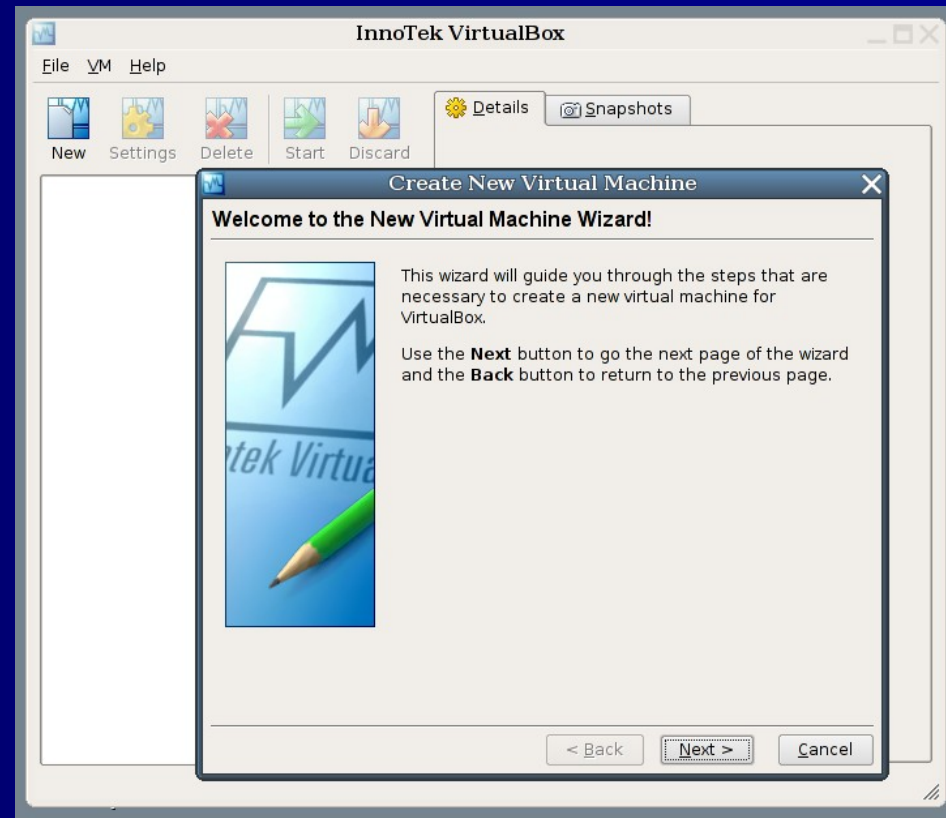 InnoTek VirtualBox
File VM Help
Details Snapshots
New Settings Delete Start Discard
Create New Virtual Machine
Welcome to the New Virtual Machine Wizard!
This wizard will guide you through the steps that are
necessary to create a new virtual machine for
VirtualBox.
Use the Next button to go the next page of the wizard
and the Back button to return to the previous page.
tek Virtua
< Back Next > Cancel